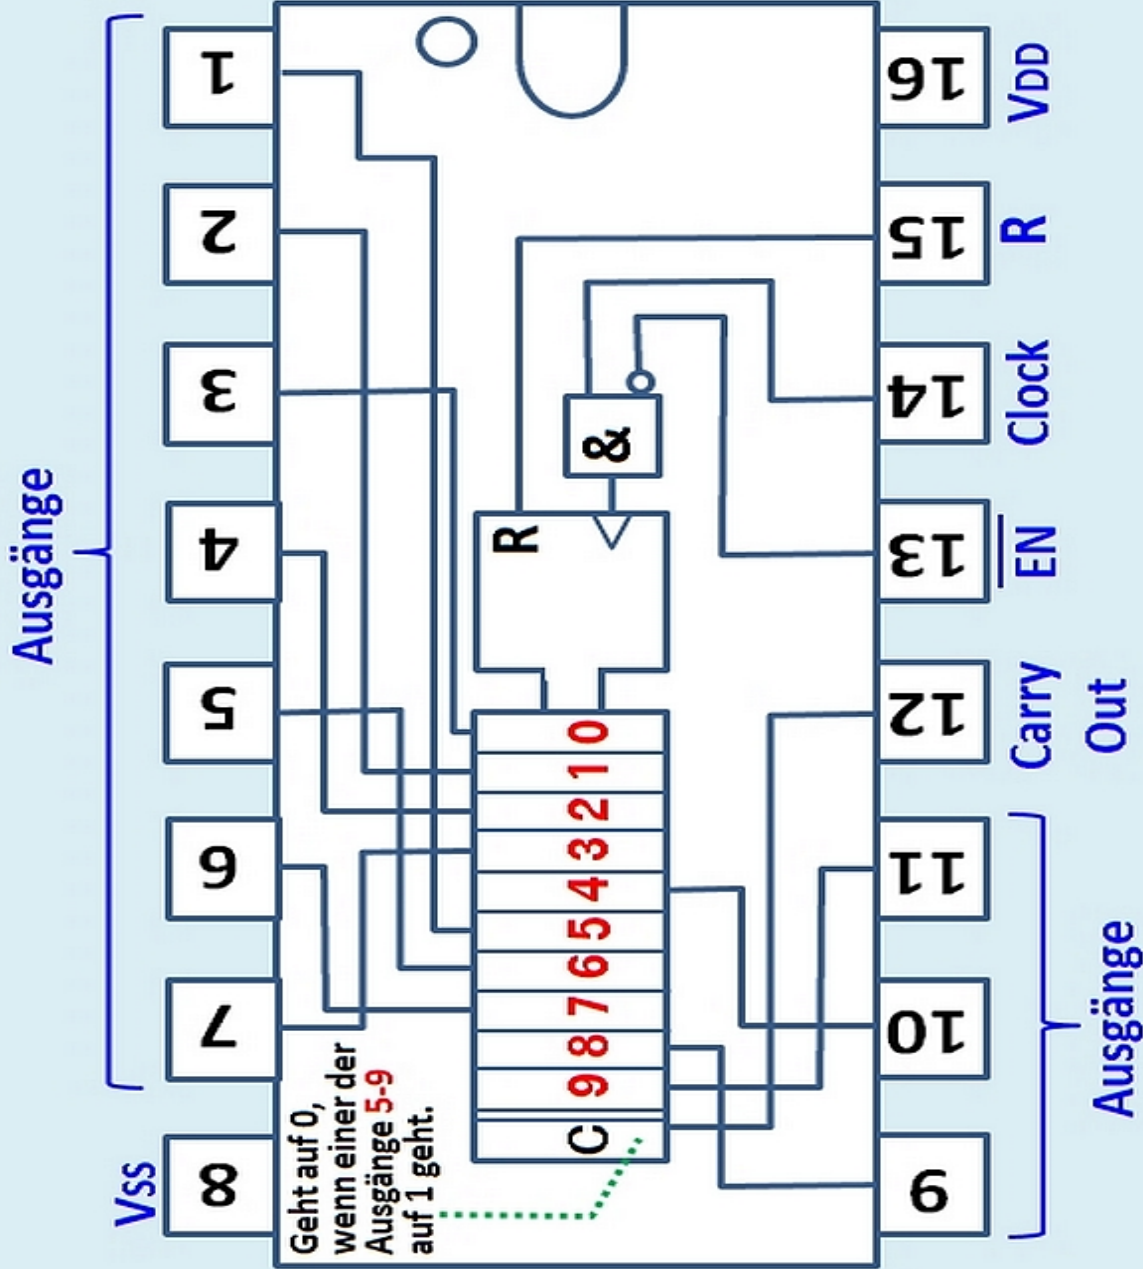 Ausgänge
1
2
3
4
5
6
7
8
Vss
16
15
14
13
12
11
10
9
VDD
R
Clock
EN
Carry
Out
Ausgänge
R
&
0
1
2
3
4
5
6
7
8
9
C
Geht auf 0,
wenn einer der
Ausgänge 5-9
auf 1 geht.